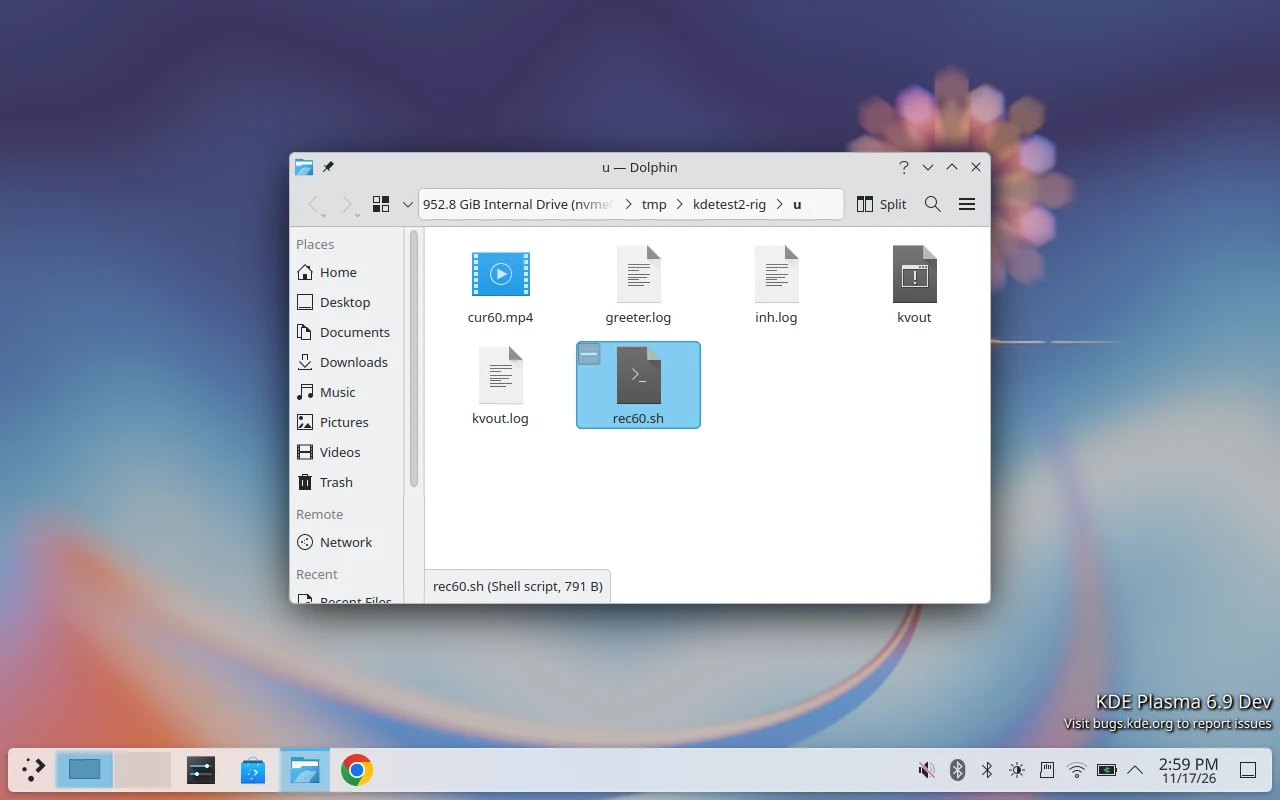 u — Dolphin
952.8 GiB Internal Drive (nvme
tmp
kdetest2-rig
u
Split
Places
Home
Desktop
Documents
Downloads
Music
Pictures
Videos
Trash
Remote
Network
Recent
Recent Files
cur60.mp4
greeter.log
inh.log
kvout
kvout.log
rec60.sh
rec60.sh (Shell script, 791 B)
KDE Plasma 6.9 Dev
Visit bugs.kde.org to report issues
2:59 PM
11/17/26